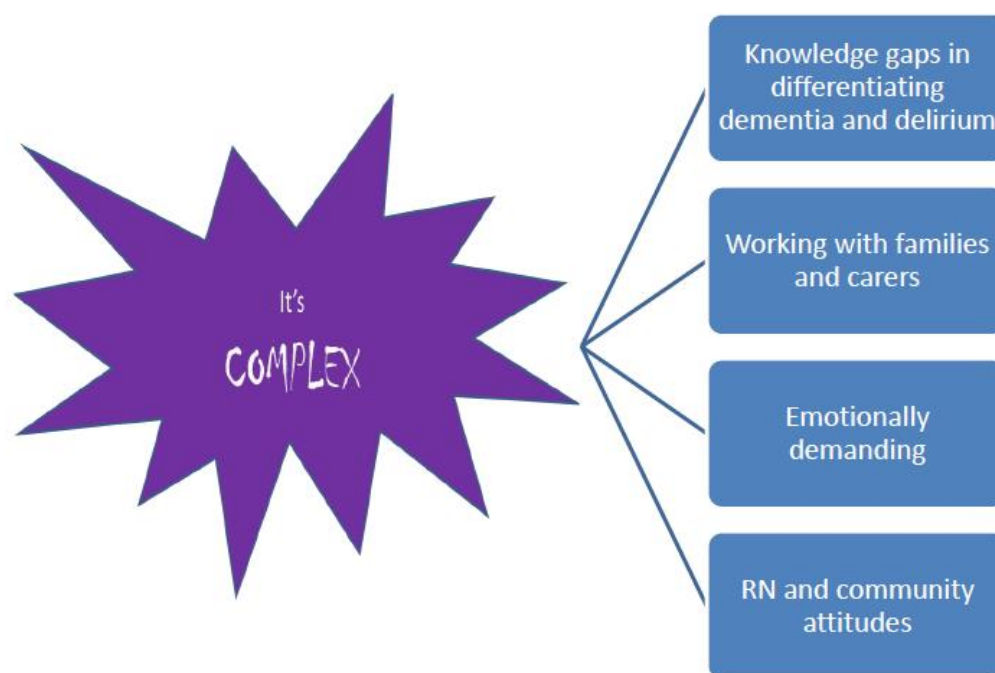 It's
COMPLEX
Knowledge gaps in
differentiating
dementia and delirium
Working with families
and carers
Emotionally
demanding
RN and community
attitudes